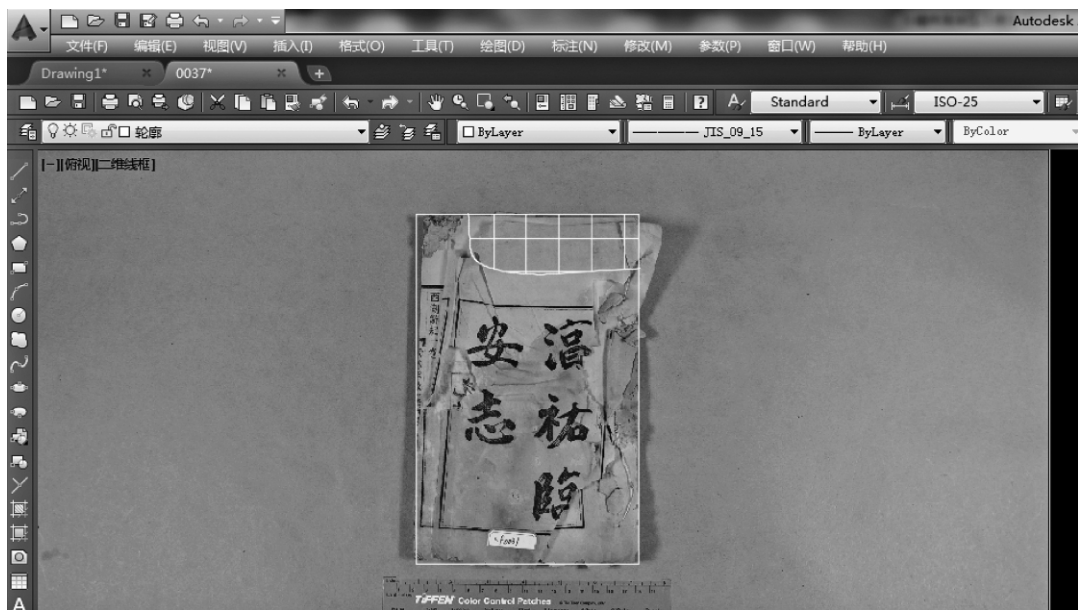 Autodesk
文件(F) 编辑(E) 视图(V) 插入(I) 格式(O) 工具(T) 绘图(D) 标注(N) 修改(M) 参数(P) 窗口(W) 帮助(H)
Drawing1* 0037*
Standard ISO-25
轮廓 ByLayer JIS_09_15 ByLayer ByColor
[-][俯视][二维线框]
淳祐臨
安志
TIFFEN Color Control Patches
A